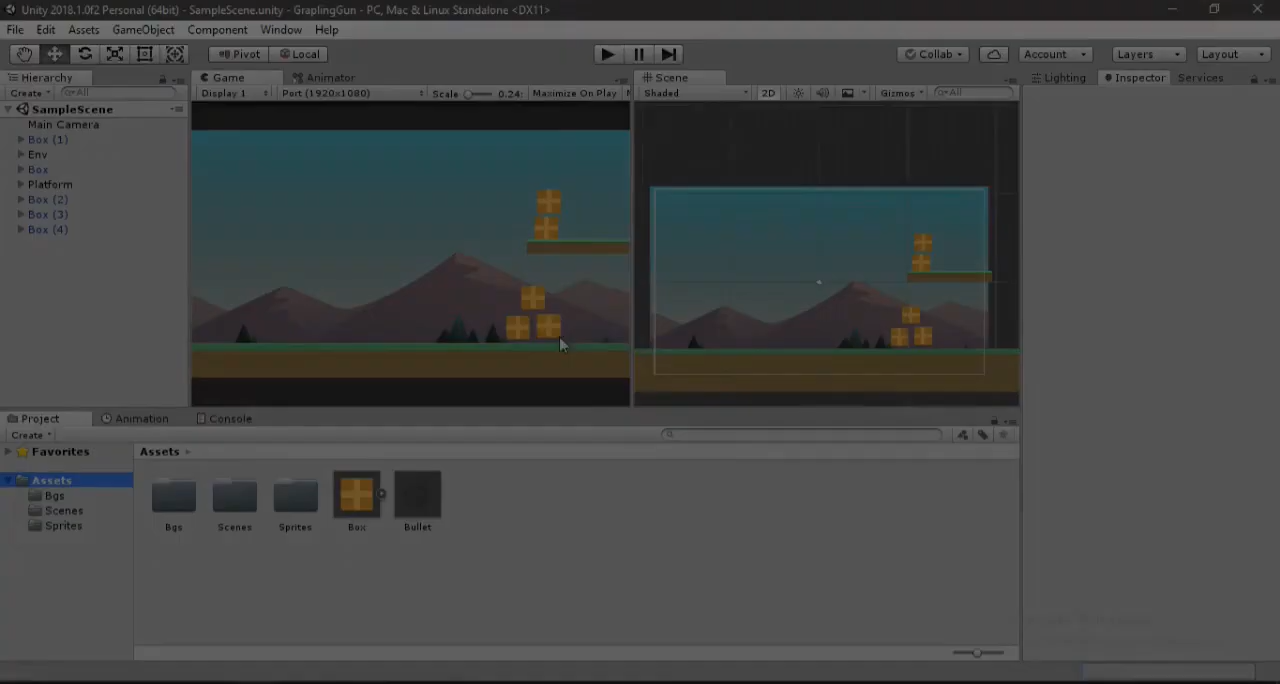 Unity 2018.1.0f2 Personal (64bit) - SampleScene.unity - GraplingGun - PC, Mac & Linux Standalone <DX11>
File Edit Assets GameObject Component Window Help
Pivot Local Collab Account Layers Layout
Hierarchy Game Animator Scene Lighting Inspector Services
Create All Display 1 Port (1920x1080) Scale 0.24: Maximize On Play Shaded 2D Gizmos All
SampleScene
Main Camera
Box (1)
Env
Box
Platform
Box (2)
Box (3)
Box (4)
Project Animation Console
Create
Favorites Assets
Assets
Bgs
Scenes
Sprites
Bgs Scenes Sprites Box Bullet